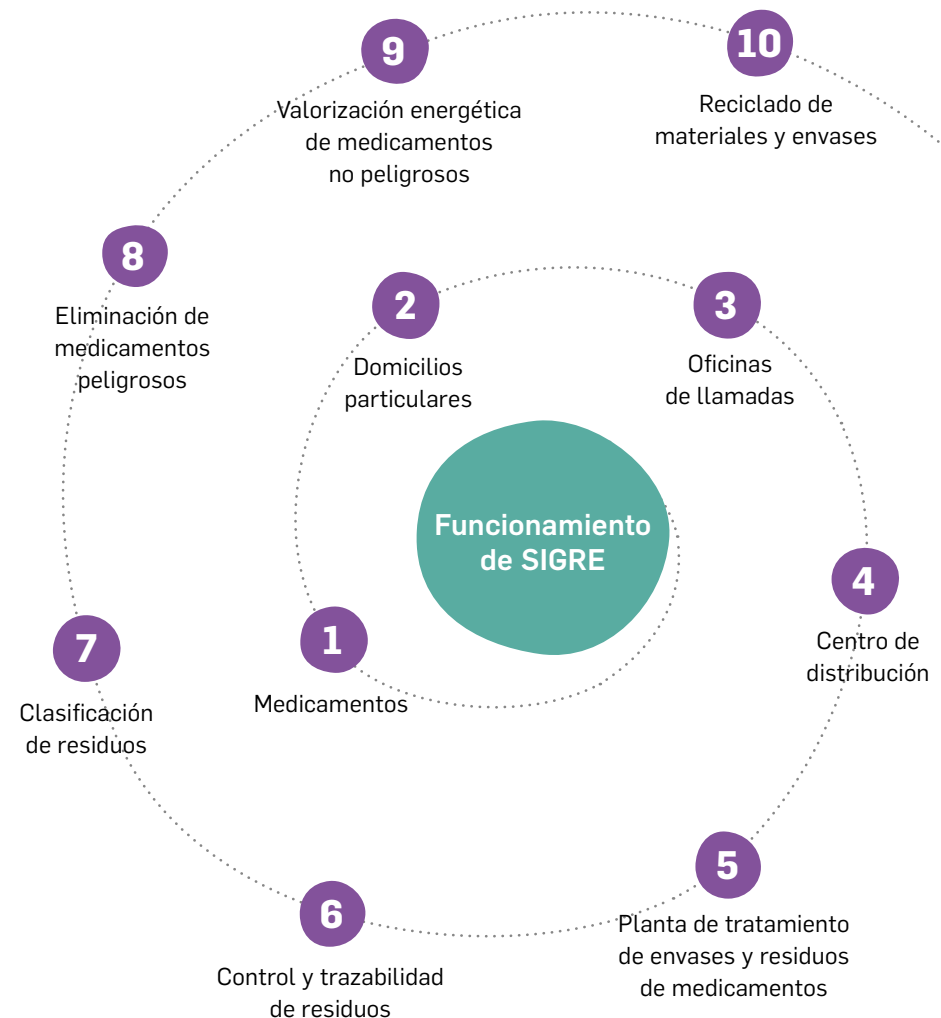 Funcionamiento
de SIGRE
1
Medicamentos
2
Domicilios
particulares
3
Oficinas
de llamadas
4
Centro de
distribución
5
Planta de tratamiento
de envases y residuos
de medicamentos
6
Control y trazabilidad
de residuos
7
Clasificación
de residuos
8
Eliminación de
medicamentos
peligrosos
9
Valorización energética
de medicamentos
no peligrosos
10
Reciclado de
materiales y envases